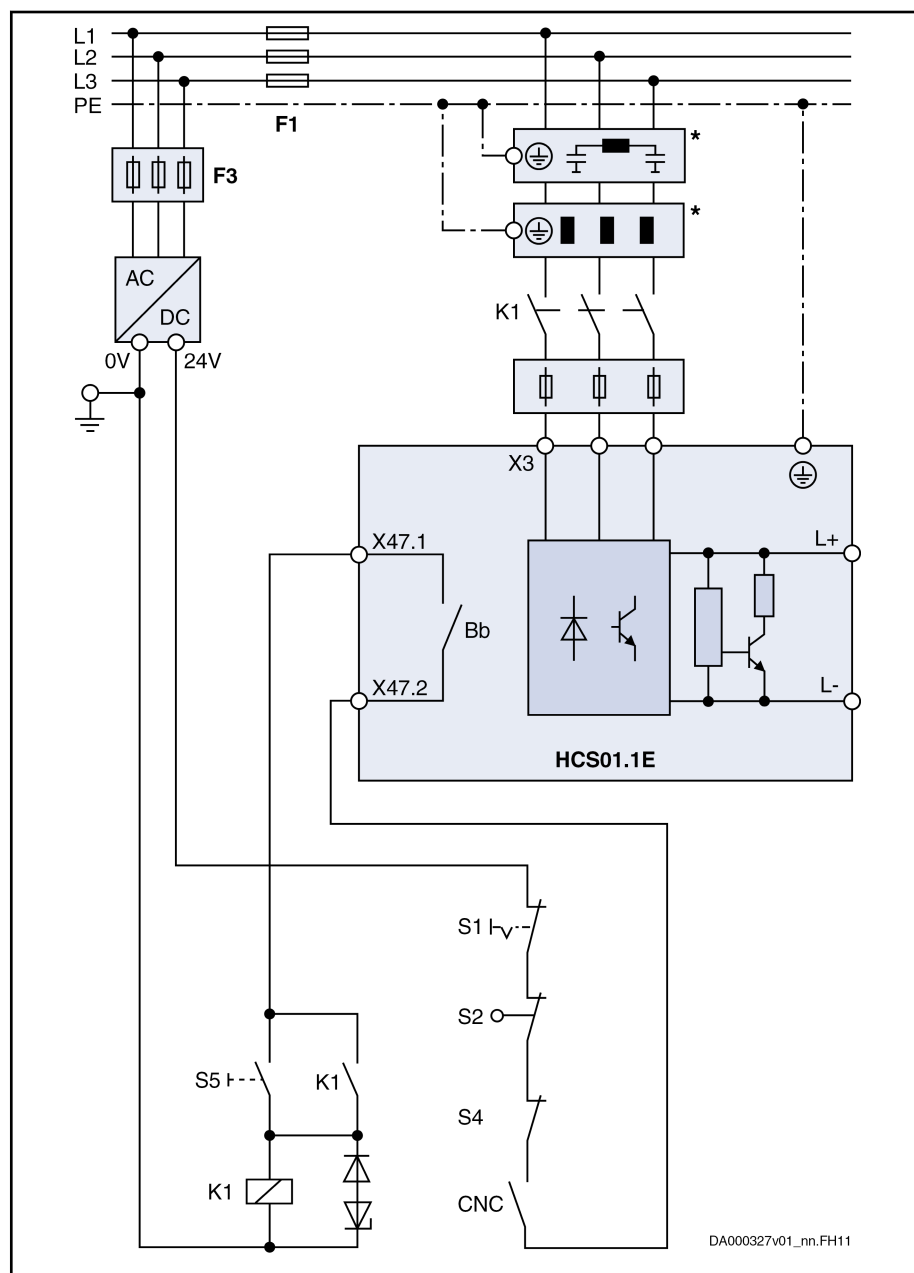 L1
L2
L3
PE
F1
*
F3
*
AC
DC
K1
0V
24V
X3
X47.1
L+
Bb
X47.2
L-
HCS01.1E
S1
S2
S5
K1
S4
K1
CNC
DA000327v01_nn.FH11